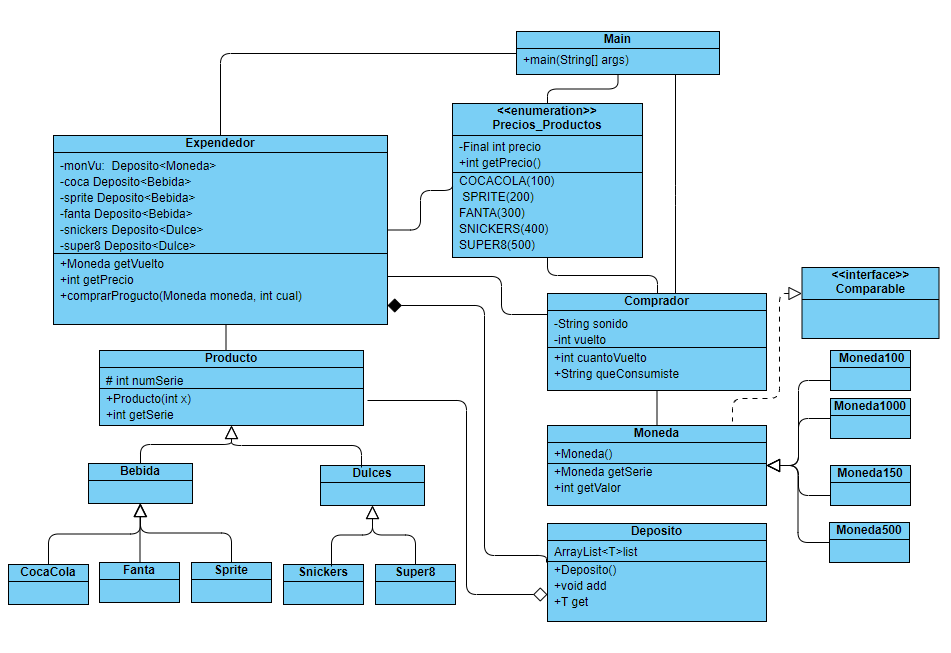 Main
+main(String[] args)
<<enumeration>>
Precios_Productos
-Final int precio
+int getPrecio()
COCACOLA(100)
SPRITE(200)
FANTA(300)
SNICKERS(400)
SUPER8(500)
Expendedor
-monVu:  Deposito<Moneda>
-coca Deposito<Bebida>
-sprite Deposito<Bebida>
-fanta Deposito<Bebida>
-snickers Deposito<Dulce>
-super8 Deposito<Dulce>
+Moneda getVuelto
+int getPrecio
+comprarProgucto(Moneda moneda, int cual)
<<interface>>
Comparable
Comprador
-String sonido
-int vuelto
+int cuantoVuelto
+String queConsumiste
Producto
# int numSerie
+Producto(int x)
+int getSerie
Moneda100
Moneda1000
Moneda150
Moneda500
Moneda
+Moneda()
+Moneda getSerie
+int getValor
Bebida
Dulces
Deposito
ArrayList<T>list
+Deposito()
+void add
+T get
CocaCola
Fanta
Sprite
Snickers
Super8